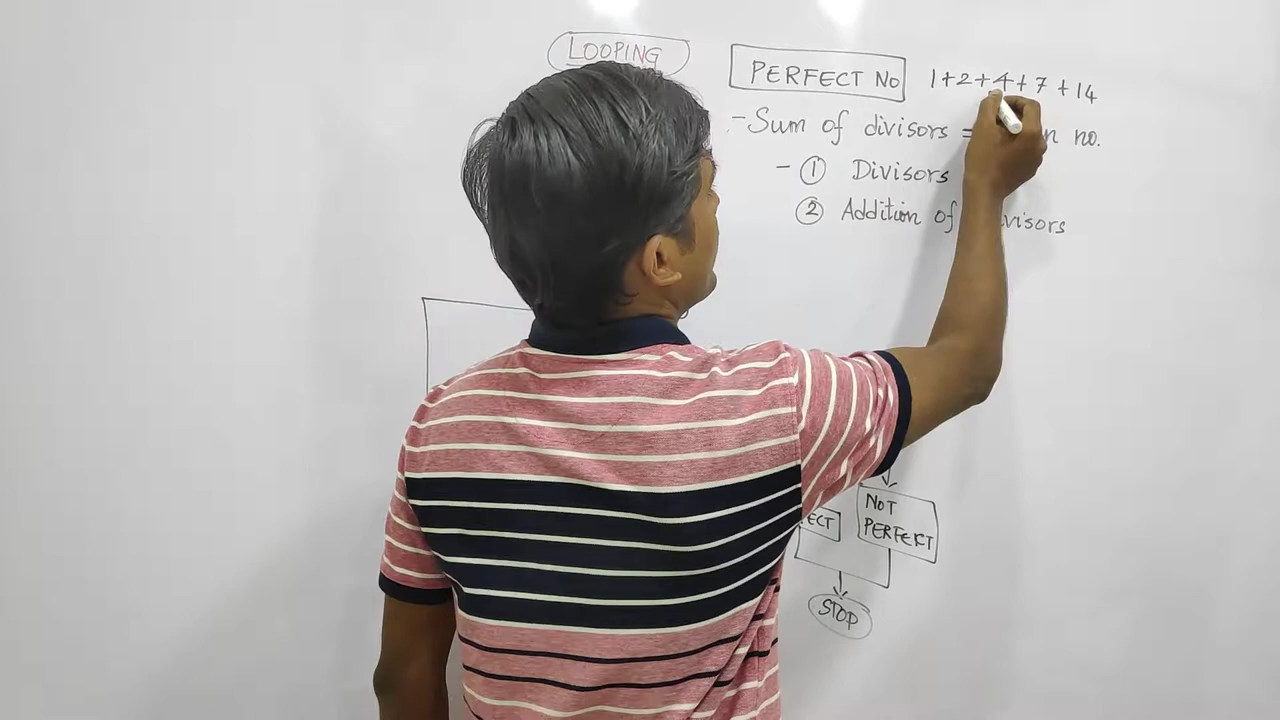 LOOPING
PERFECT NO 1+2+4+7+14
- Sum of divisors = n no.
- ① Divisors
② Addition of visors
ECT
NOT
PERFECT
STOP